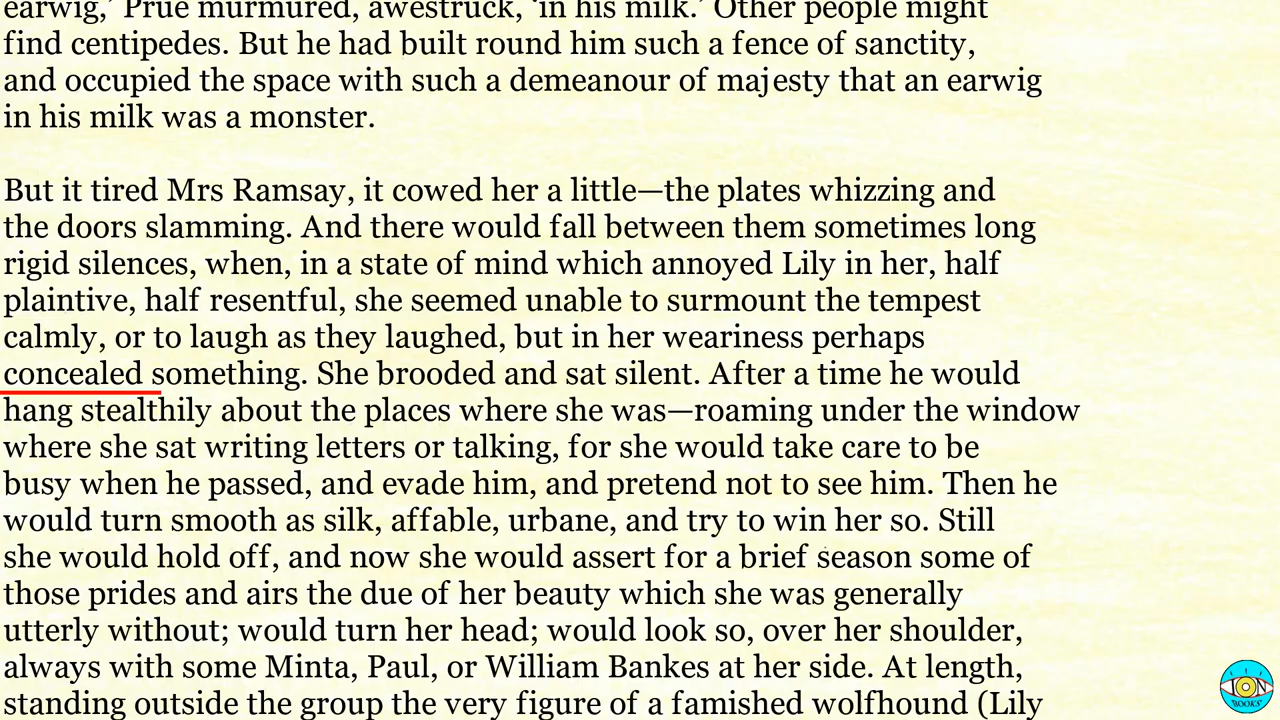 earwig,’ Prue murmured, awestruck, ‘in his milk.’ Other people might
find centipedes. But he had built round him such a fence of sanctity,
and occupied the space with such a demeanour of majesty that an earwig
in his milk was a monster.
But it tired Mrs Ramsay, it cowed her a little—the plates whizzing and
the doors slamming. And there would fall between them sometimes long
rigid silences, when, in a state of mind which annoyed Lily in her, half
plaintive, half resentful, she seemed unable to surmount the tempest
calmly, or to laugh as they laughed, but in her weariness perhaps
concealed something. She brooded and sat silent. After a time he would
hang stealthily about the places where she was—roaming under the window
where she sat writing letters or talking, for she would take care to be
busy when he passed, and evade him, and pretend not to see him. Then he
would turn smooth as silk, affable, urbane, and try to win her so. Still
she would hold off, and now she would assert for a brief season some of
those prides and airs the due of her beauty which she was generally
utterly without; would turn her head; would look so, over her shoulder,
always with some Minta, Paul, or William Bankes at her side. At length,
standing outside the group the very figure of a famished wolfhound (Lily
ION
BOOKS